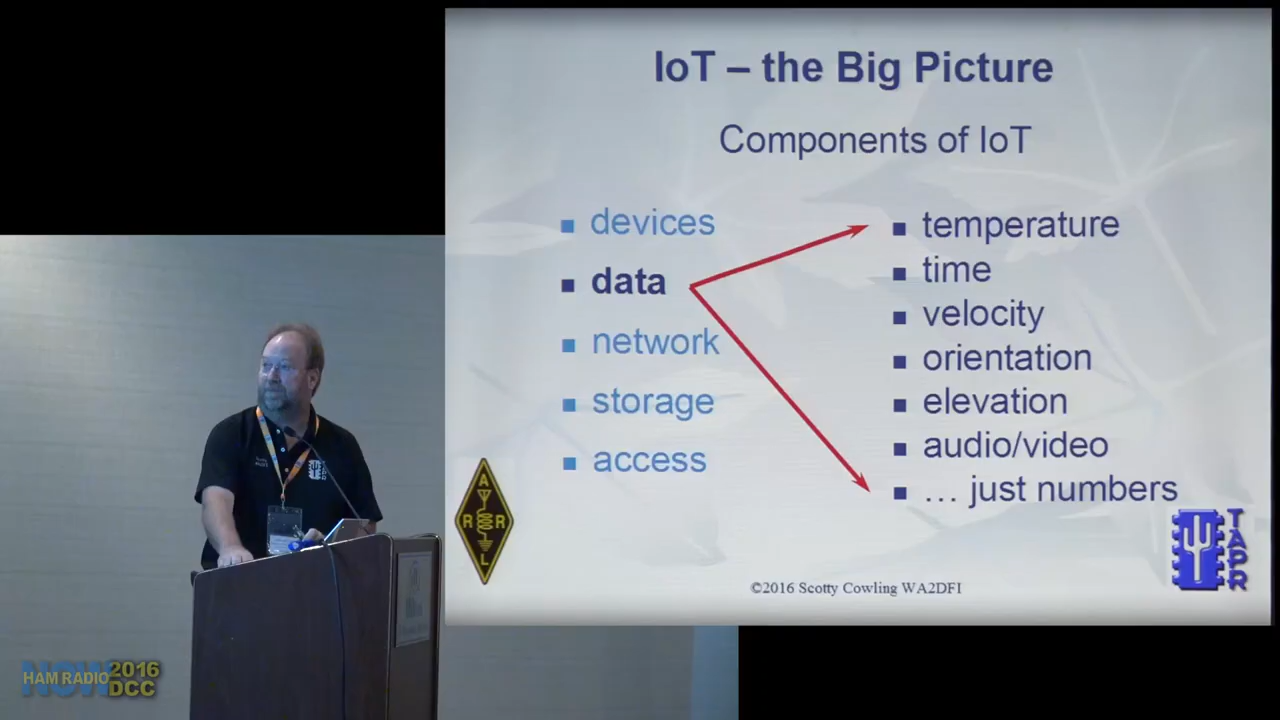 IoT – the Big Picture
Components of IoT
▪ devices
▪ data
▪ network
▪ storage
▪ access
▪ temperature
▪ time
▪ velocity
▪ orientation
▪ elevation
▪ audio/video
▪ … just numbers
A
R R
L
TAPR
©2016 Scotty Cowling WA2DFI
NOW
HAM RADIO 2016
DCC